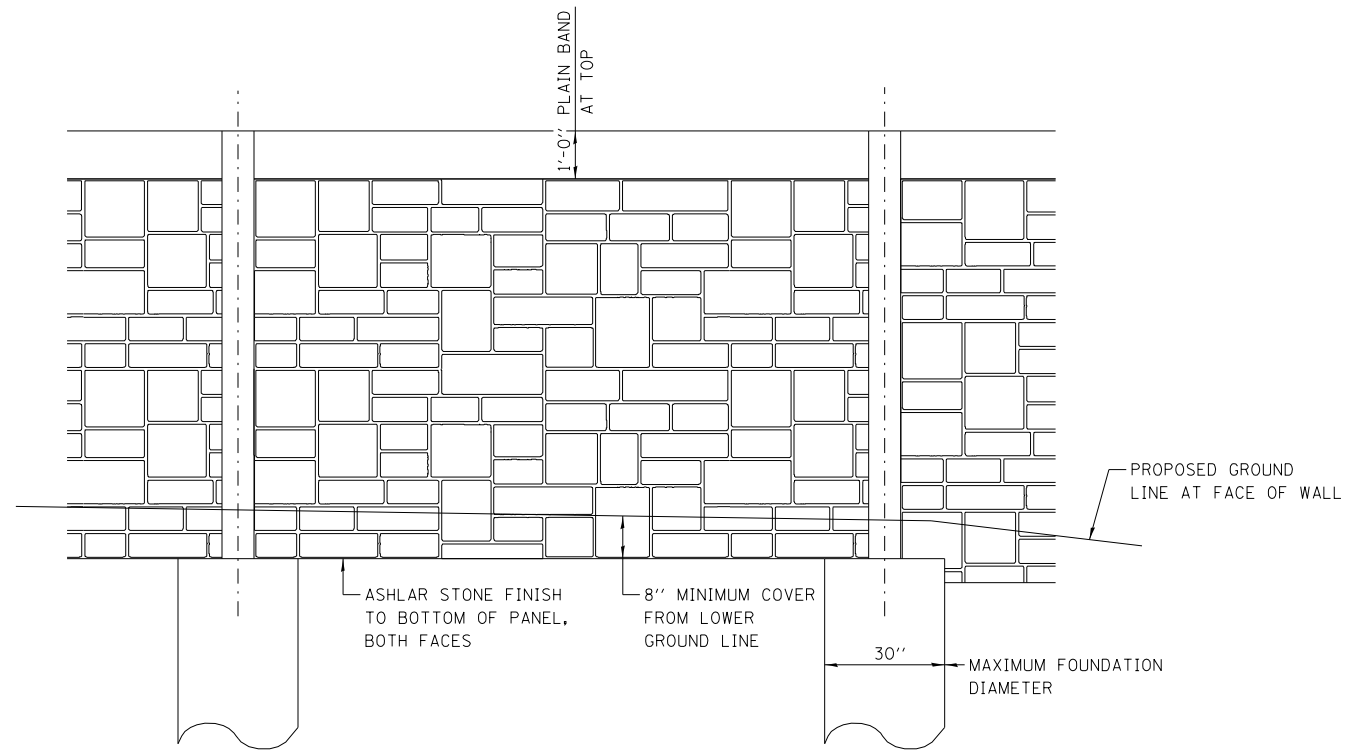 1'-0'' PLAIN BAND
AT TOP
PROPOSED GROUND
LINE AT FACE OF WALL
ASHLAR STONE FINISH
TO BOTTOM OF PANEL,
BOTH FACES
8'' MINIMUM COVER
FROM LOWER
GROUND LINE
30''
MAXIMUM FOUNDATION
DIAMETER